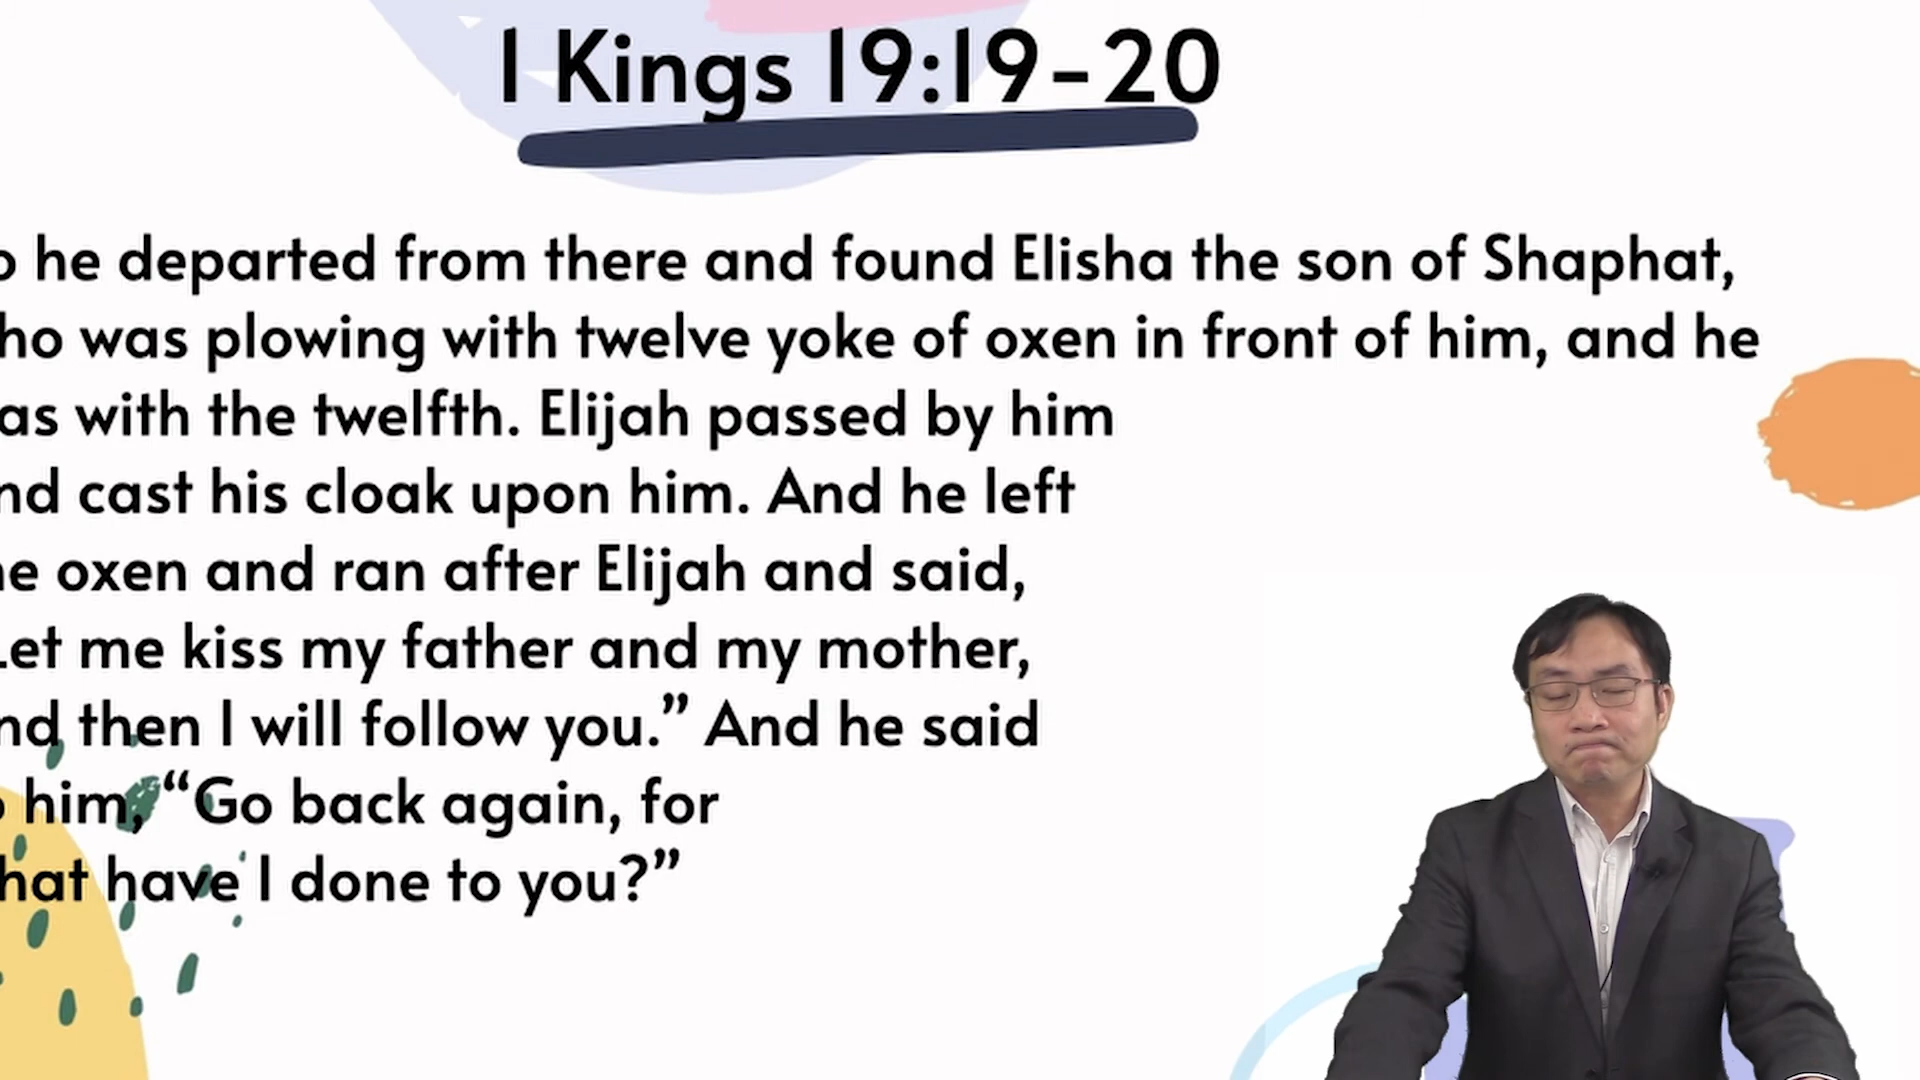 1 Kings 19:19-20
o he departed from there and found Elisha the son of Shaphat,
ho was plowing with twelve yoke of oxen in front of him, and he
as with the twelfth. Elijah passed by him
nd cast his cloak upon him. And he left
he oxen and ran after Elijah and said,
Let me kiss my father and my mother,
nd then I will follow you.” And he said
o him, “Go back again, for
hat have I done to you?”